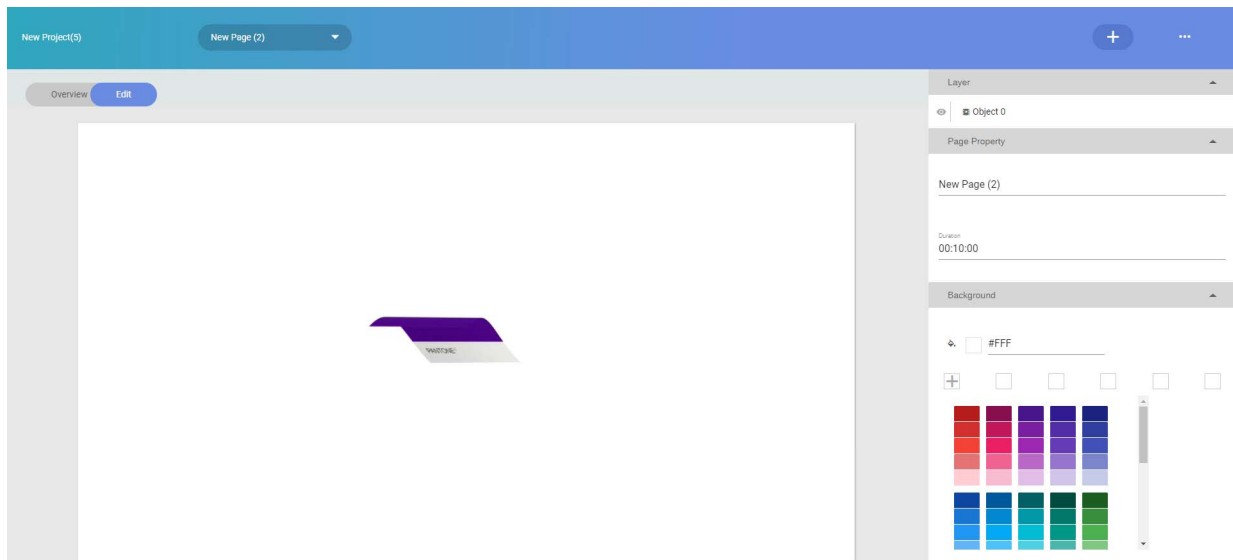 New Project(5)
New Page (2)
Overview
Edit
Layer
Object 0
Page Property
New Page (2)
Duration
00:10:00
Background
#FFF
PANTONE